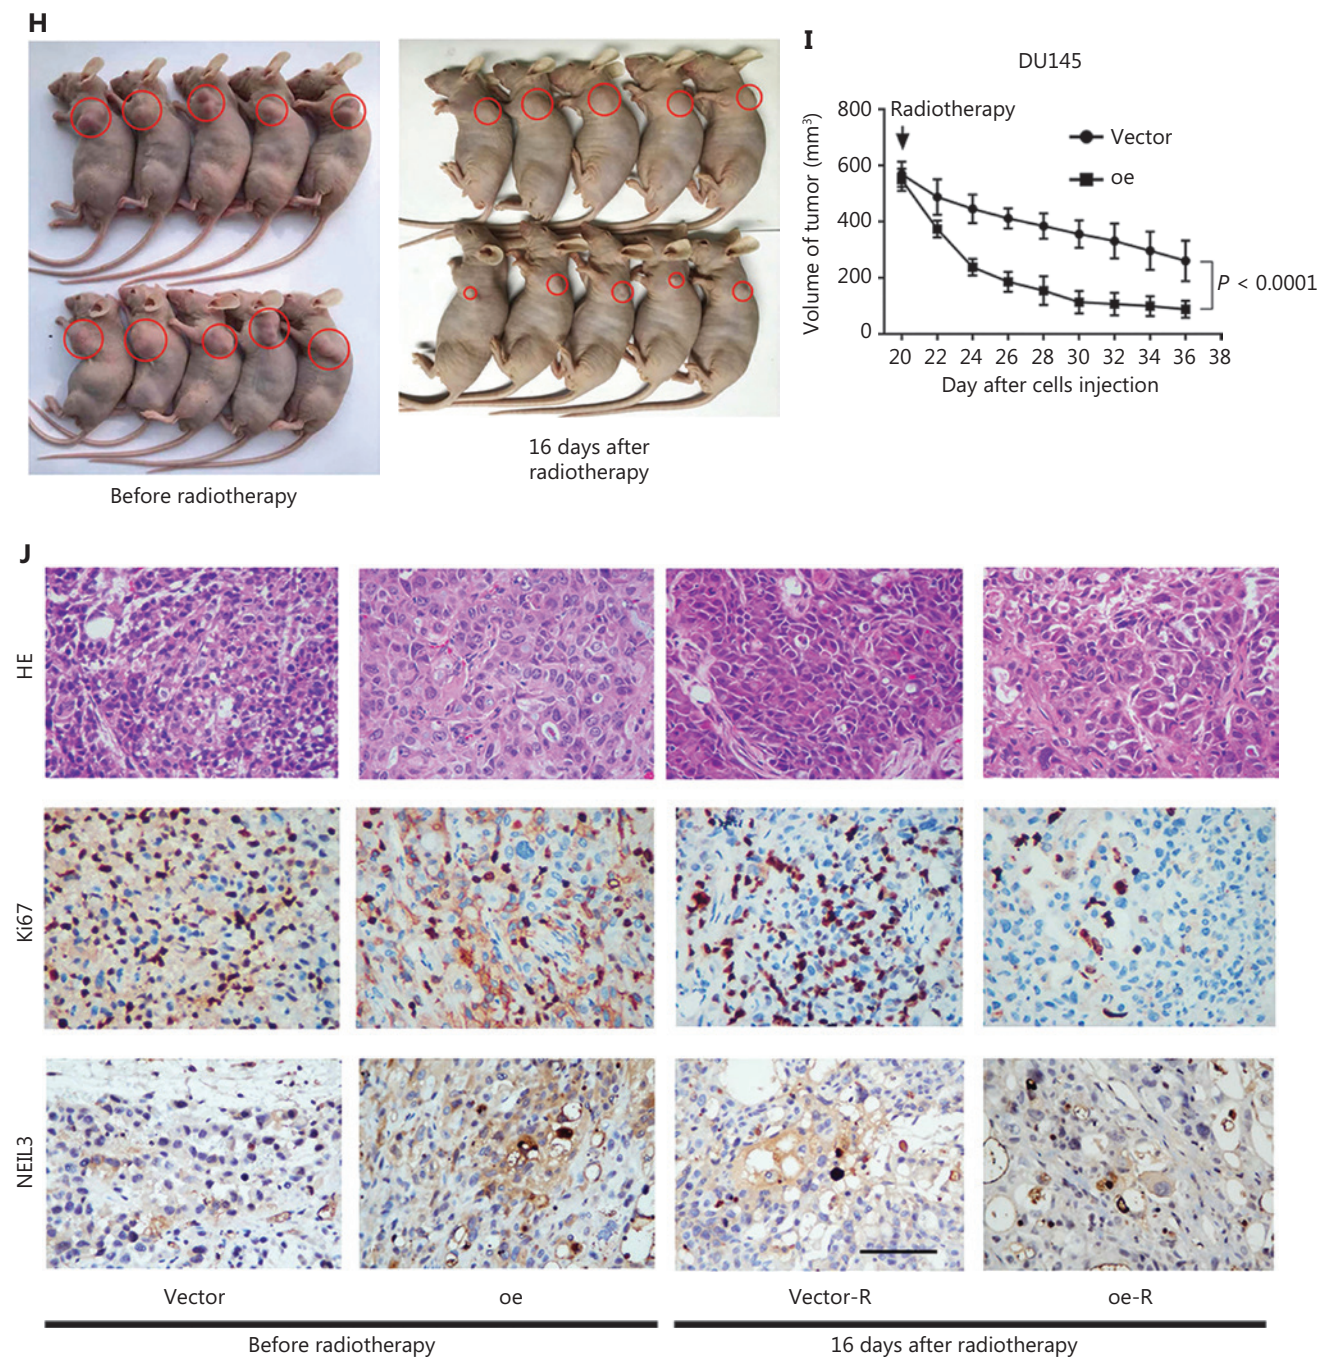 H
Before radiotherapy
16 days after
radiotherapy
I
DU145
Volume of tumor (mm³)
800
600
400
200
0
Radiotherapy
Vector
oe
P < 0.0001
20 22 24 26 28 30 32 34 36 38
Day after cells injection
J
HE
Ki67
NEIL3
Vector oe Vector-R oe-R
Before radiotherapy 16 days after radiotherapy